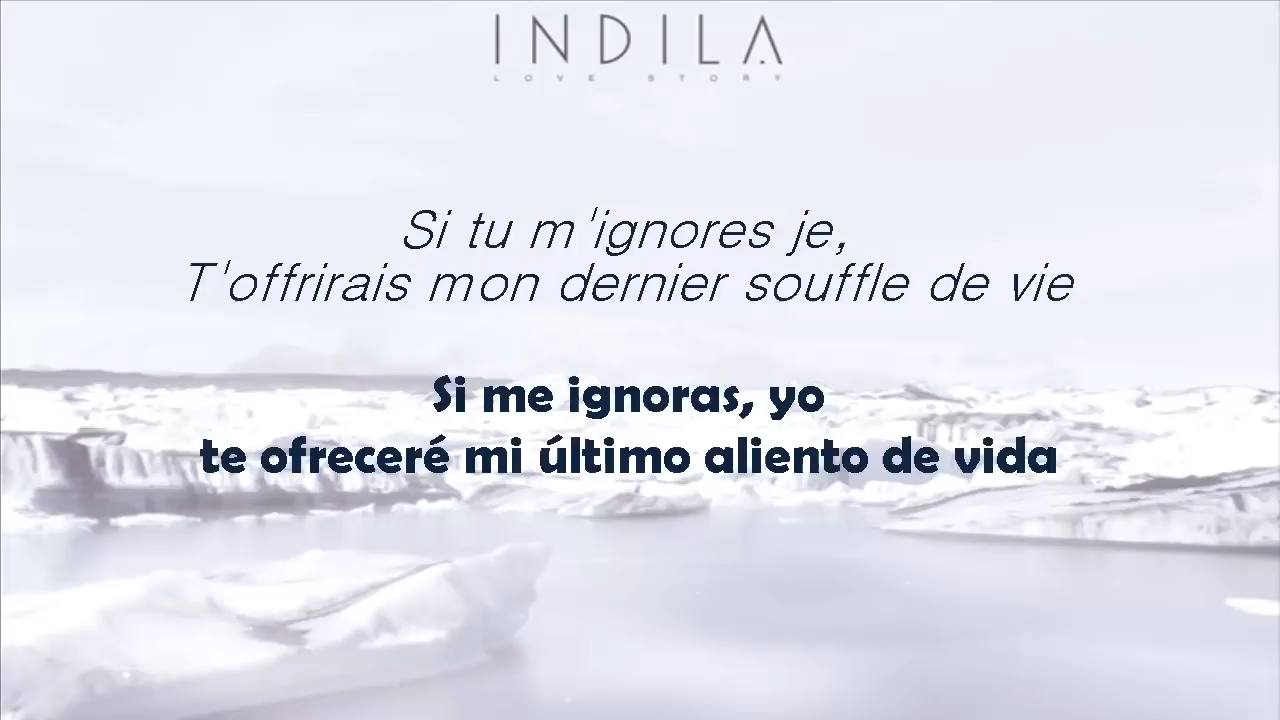 INDILA
LOVE STORY
Si tu m'ignores je,
T'offrirais mon dernier souffle de vie
Si me ignoras, yo
te ofreceré mi último aliento de vida